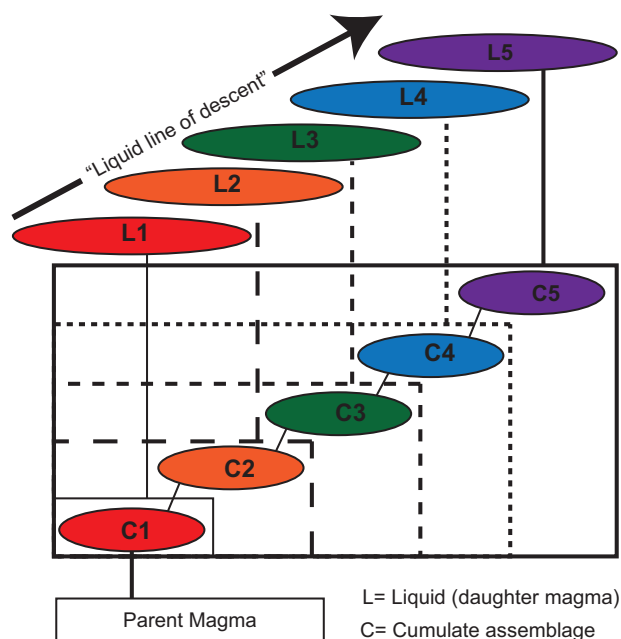 L5
L4
"Liquid line of descent"
L3
L2
L1
C5
C4
C3
C2
C1
Parent Magma
L= Liquid (daughter magma)
C= Cumulate assemblage